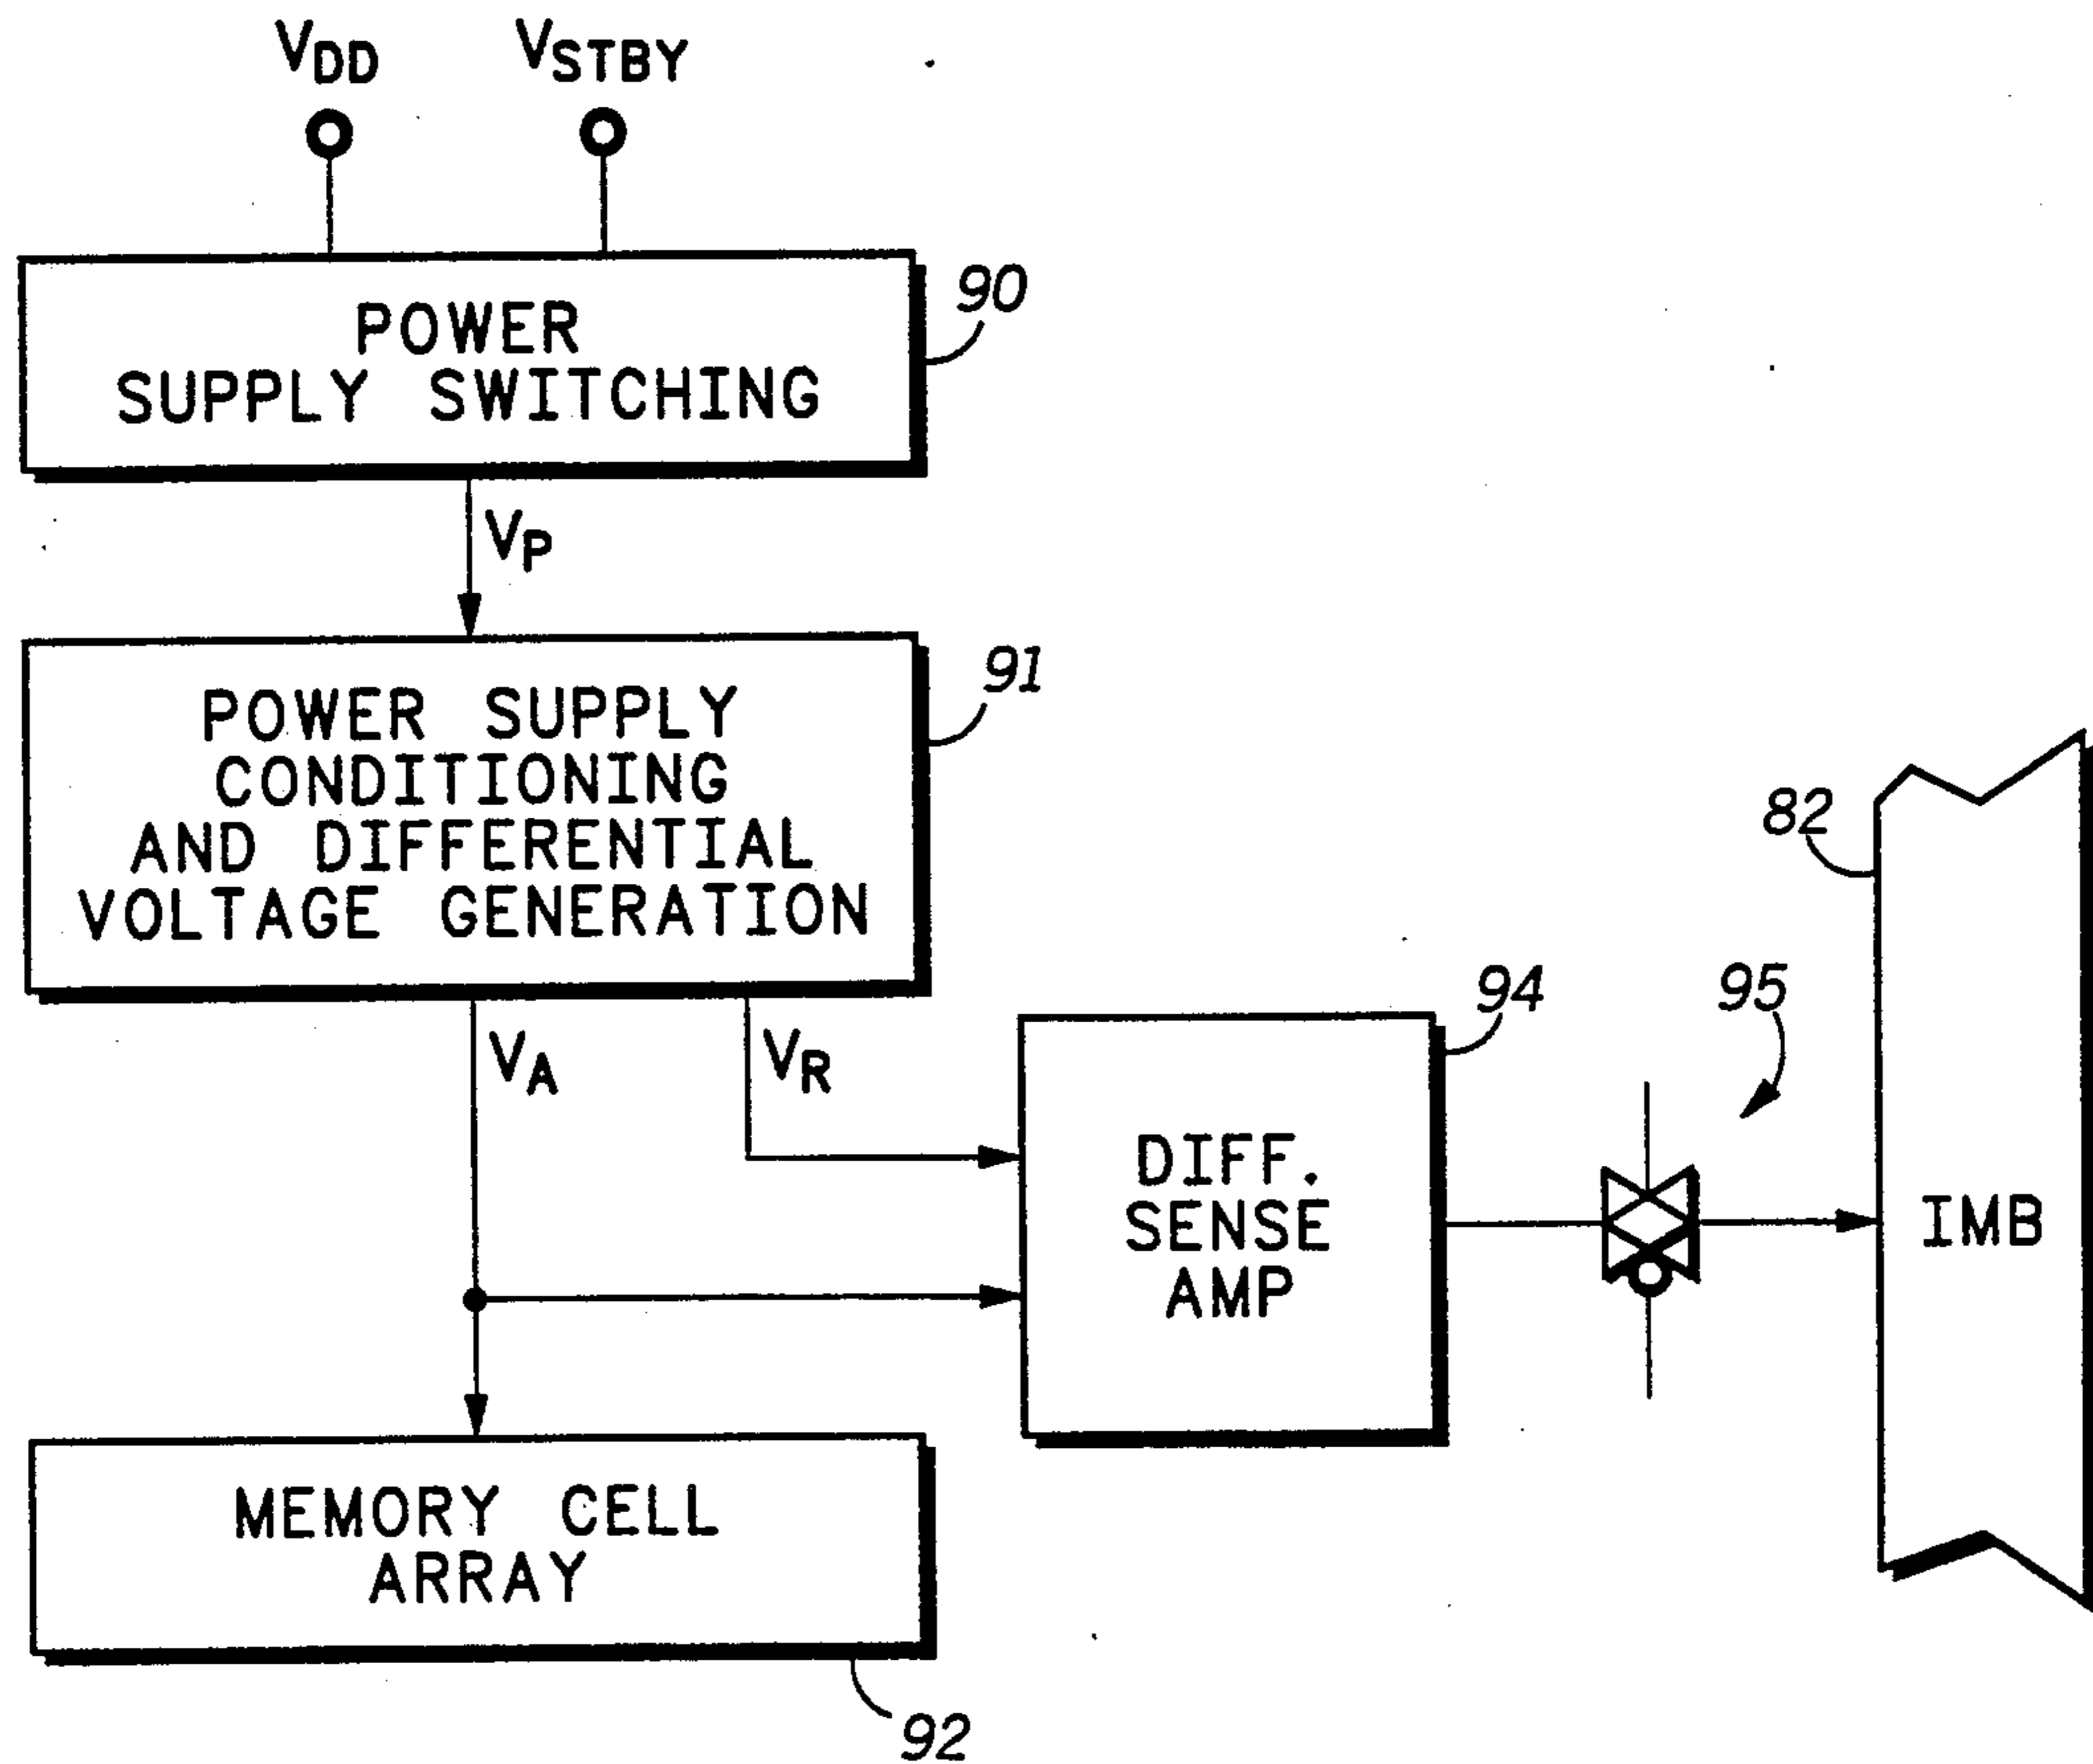 VDD VSTBY
POWER
SUPPLY SWITCHING
90
VP
POWER SUPPLY
CONDITIONING
AND DIFFERENTIAL
VOLTAGE GENERATION
91
VA VR
DIFF.
SENSE
AMP
94
95
82
IMB
MEMORY CELL
ARRAY
92